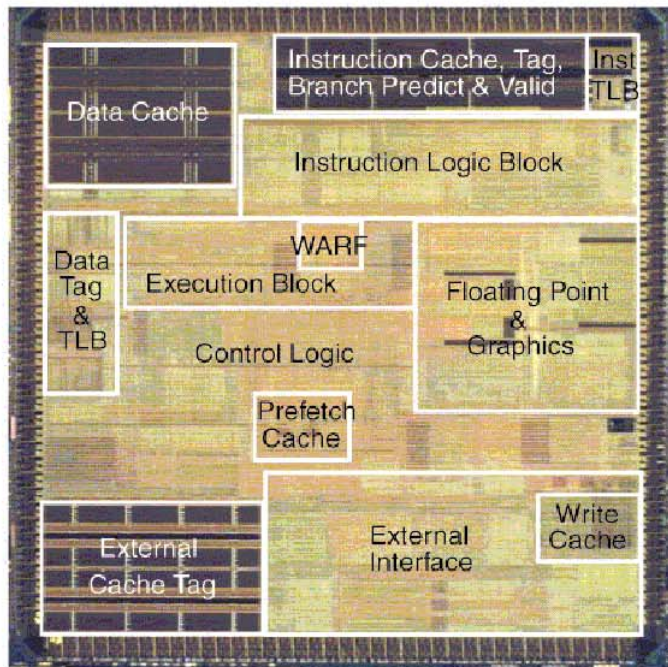 Data Cache
Instruction Cache, Tag,
Branch Predict & Valid
Inst
TLB
Instruction Logic Block
Data
Tag
&
TLB
WARF
Execution Block
Floating Point
&
Graphics
Control Logic
Prefetch
Cache
External
Cache Tag
External
Interface
Write
Cache